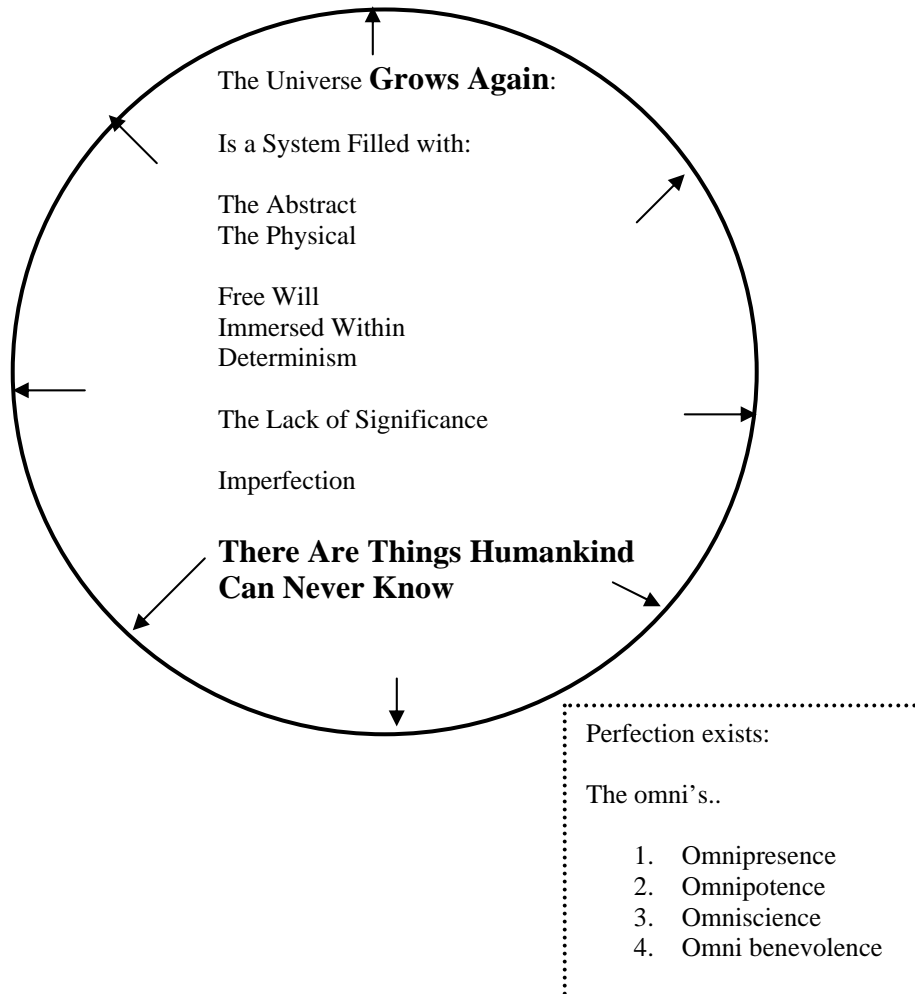 The Universe Grows Again:
Is a System Filled with:
The Abstract
The Physical
Free Will
Immersed Within
Determinism
The Lack of Significance
Imperfection
There Are Things Humankind
Can Never Know
Perfection exists:
The omni’s..
1. Omnipresence
2. Omnipotence
3. Omniscience
4. Omni benevolence